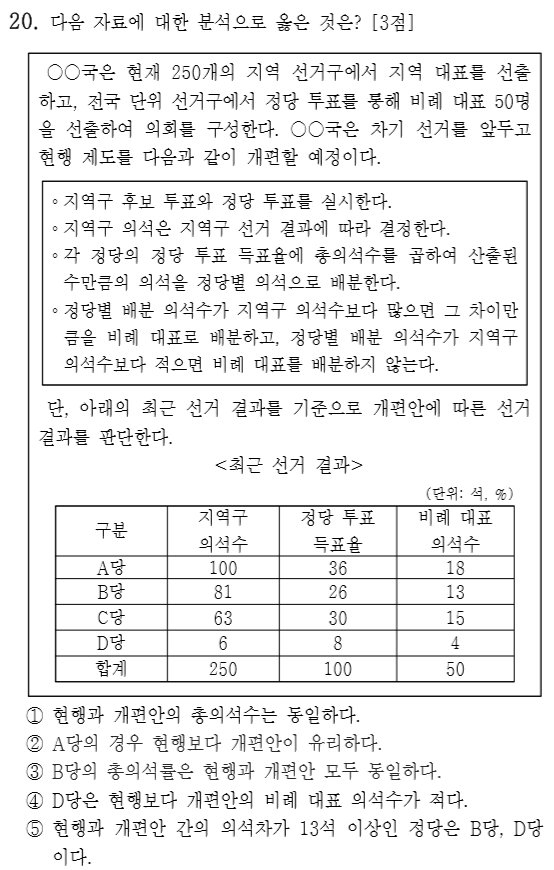 20. 다음 자료에 대한 분석으로 옳은 것은? [3점]
○○국은 현재 250개의 지역 선거구에서 지역 대표를 선출
하고, 전국 단위 선거구에서 정당 투표를 통해 비례 대표 50명
을 선출하여 의회를 구성한다. ○○국은 차기 선거를 앞두고
현행 제도를 다음과 같이 개편할 예정이다.
◦지역구 후보 투표와 정당 투표를 실시한다.
◦지역구 의석은 지역구 선거 결과에 따라 결정한다.
◦각 정당의 정당 투표 득표율에 총의석수를 곱하여 산출된
수만큼의 의석을 정당별 의석으로 배분한다.
◦정당별 배분 의석수가 지역구 의석수보다 많으면 그 차이만
큼을 비례 대표로 배분하고, 정당별 배분 의석수가 지역구
의석수보다 적으면 비례 대표를 배분하지 않는다.
단, 아래의 최근 선거 결과를 기준으로 개편안에 따른 선거
결과를 판단한다.
<최근 선거 결과>
(단위: 석, %)
구분 지역구 의석수 정당 투표 득표율 비례 대표 의석수
A당 100 36 18
B당 81 26 13
C당 63 30 15
D당 6 8 4
합계 250 100 50
① 현행과 개편안의 총의석수는 동일하다.
② A당의 경우 현행보다 개편안이 유리하다.
③ B당의 총의석률은 현행과 개편안 모두 동일하다.
④ D당은 현행보다 개편안의 비례 대표 의석수가 적다.
⑤ 현행과 개편안 간의 의석차가 13석 이상인 정당은 B당, D당
이다.